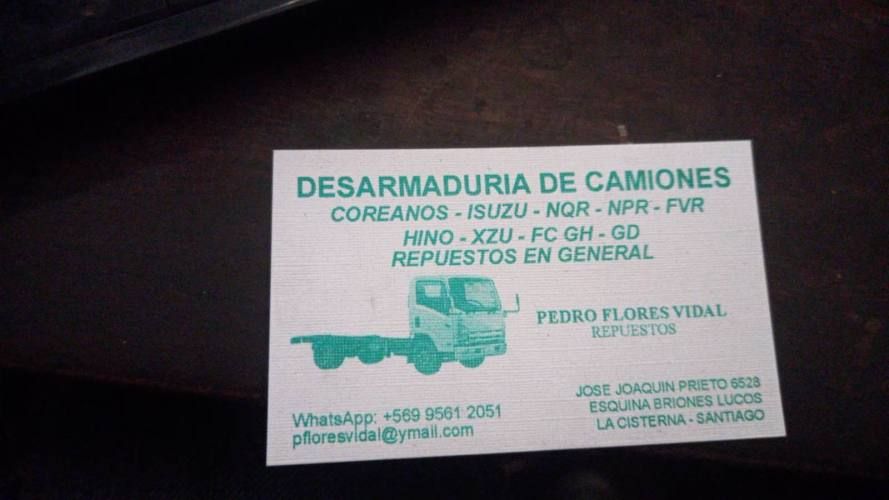 DESARMADURIA DE CAMIONES
COREANOS - ISUZU - NQR - NPR - FVR
HINO - XZU - FC GH - GD
REPUESTOS EN GENERAL
PEDRO FLORES VIDAL
REPUESTOS
WhatsApp: +569 9561 2051
pfloresvidal@ymail.com
JOSE JOAQUIN PRIETO 6528
ESQUINA BRIONES LUCOS
LA CISTERNA - SANTIAGO